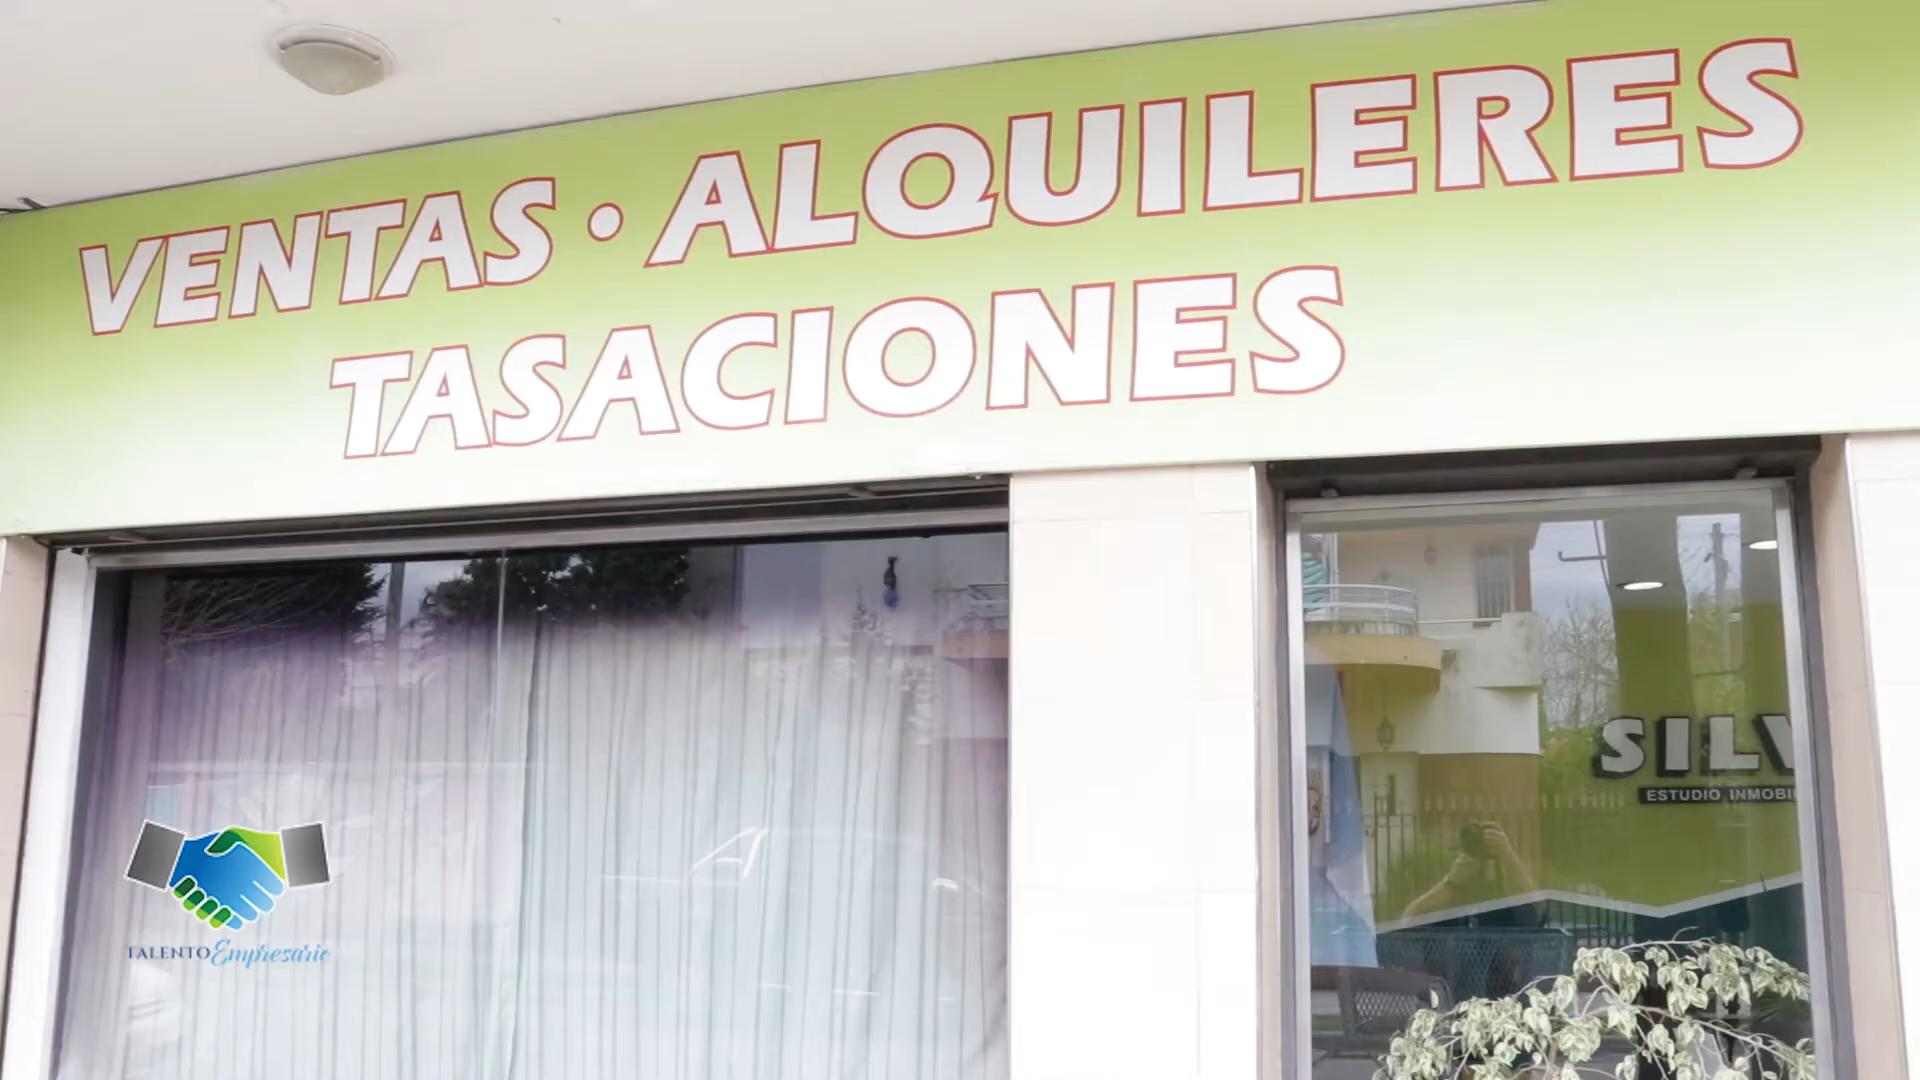 VENTAS • ALQUILERES
TASACIONES
SILV
ESTUDIO INMOBI
TALENTO Empresario